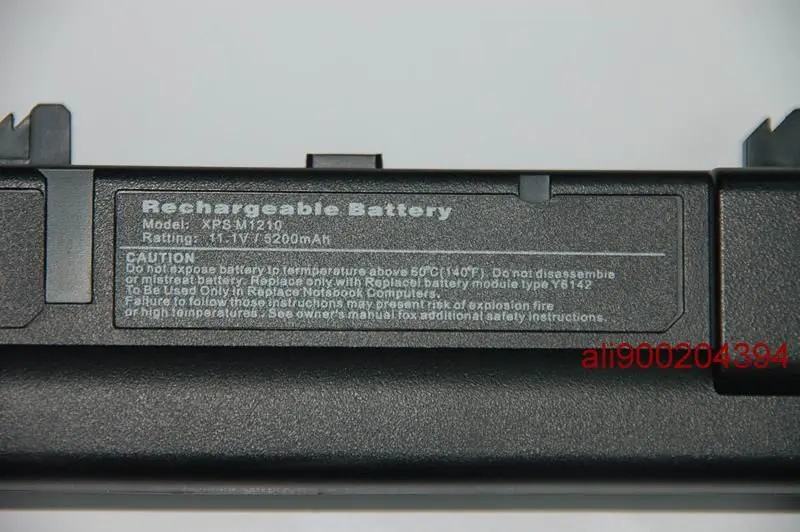 Rechargeable Battery
Model: XPS M1210
Ratting: 11.1V / 5200mAh
CAUTION
Do not expose battery tp termperature above 60°C(140°F). Do not disassemble
or mistreat battery. Replace only with Replacel battery module type Y6142
To Be Used Only in Replace Notsbook Computers.
Failure to follow those instructions may present risk of explosion fire
or high temperatures . See owner's manual fox additional safety instructions.
ali900204394